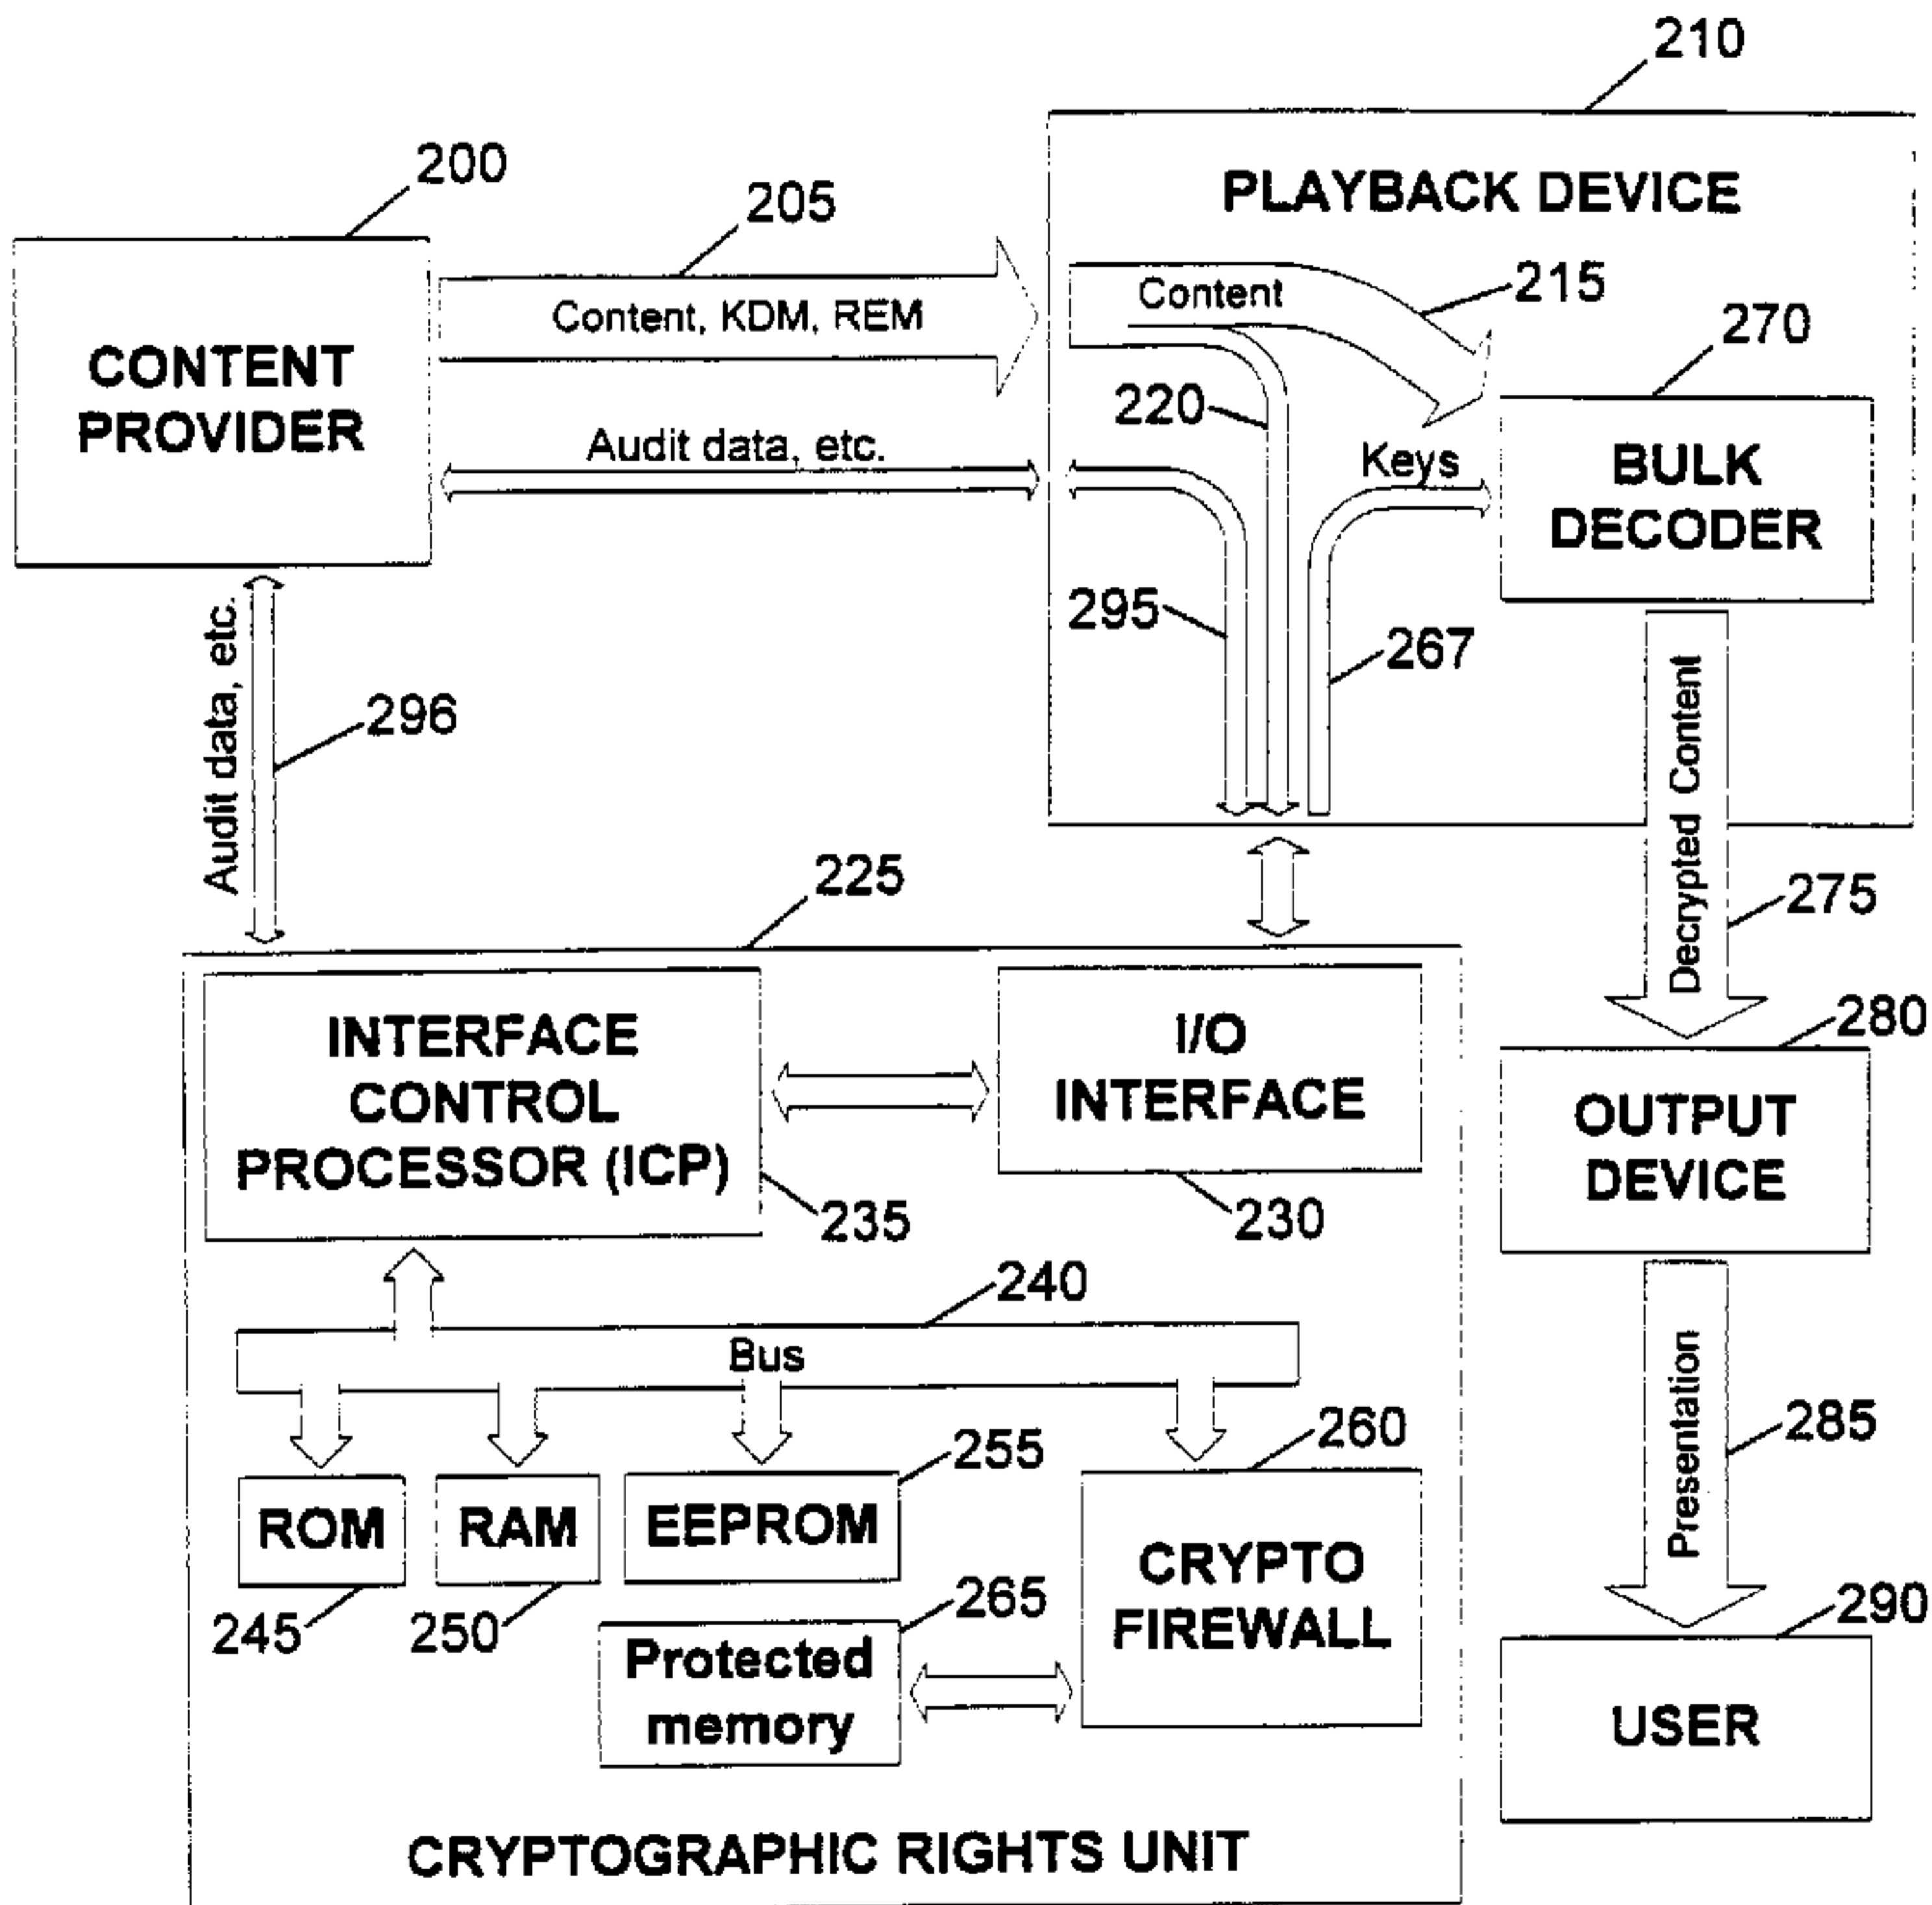 210
200
205
PLAYBACK DEVICE
Content, KDM, REM
Content
215
270
CONTENT
PROVIDER
220
Audit data, etc.
Keys
BULK
DECODER
295
267
Audit data, etc.
296
Decrypted Content
275
225
INTERFACE
CONTROL
PROCESSOR (ICP)
I/O
INTERFACE
280
OUTPUT
DEVICE
235
230
240
Bus
Presentation
285
255
260
ROM
RAM
EEPROM
CRYPTO
FIREWALL
245
250
265
290
Protected
memory
USER
CRYPTOGRAPHIC RIGHTS UNIT